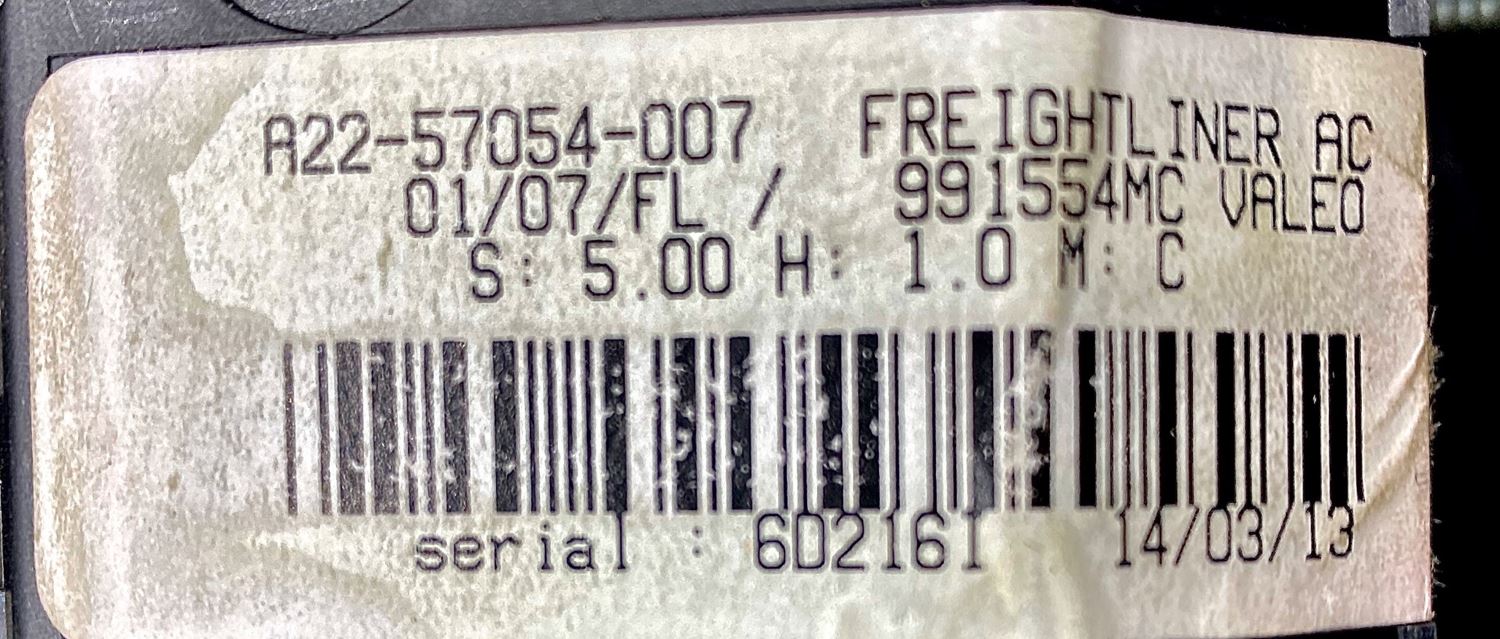 A22-57054-007 FREIGHTLINER AC
01/07/FL / 991554MC VALEO
S: 5.00 H: 1.0 M: C
serial : 6D216I 14/03/13